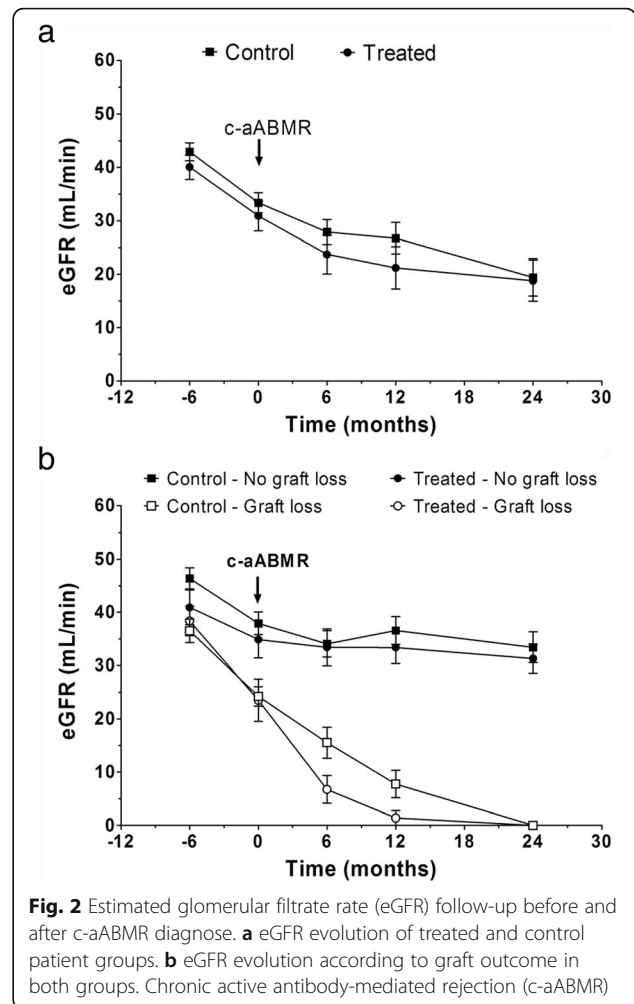 a
Control Treated
60
50
40
30
20
10
0
eGFR (mL/min)
c-aABMR
-12 -6 0 6 12 18 24 30
Time (months)
b
Control - No graft loss Treated - No graft loss
Control - Graft loss Treated - Graft loss
60
50
40
30
20
10
0
eGFR (mL/min)
c-aABMR
-12 -6 0 6 12 18 24 30
Time (months)
Fig. 2 Estimated glomerular filtrate rate (eGFR) follow-up before and
after c-aABMR diagnose. a eGFR evolution of treated and control
patient groups. b eGFR evolution according to graft outcome in
both groups. Chronic active antibody-mediated rejection (c-aABMR)